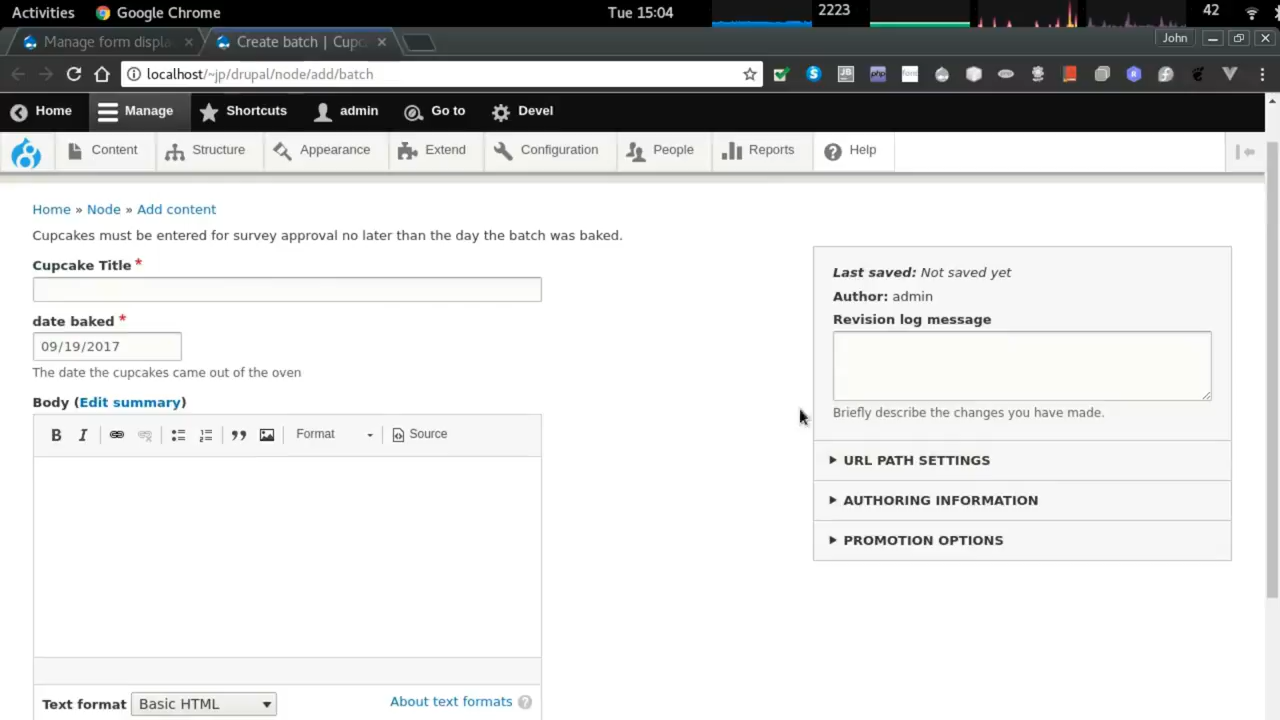 Activities Google Chrome Tue 15:04 2223 42
Manage form displa × Create batch | Cupc × John
localhost/~jp/drupal/node/add/batch
Home Manage Shortcuts admin Go to Devel
Content Structure Appearance Extend Configuration People Reports Help
Home » Node » Add content
Cupcakes must be entered for survey approval no later than the day the batch was baked.
Cupcake Title *
date baked *
09/19/2017
The date the cupcakes came out of the oven
Body (Edit summary)
B I Format Source
Text format Basic HTML About text formats ?
Last saved: Not saved yet
Author: admin
Revision log message
Briefly describe the changes you have made.
URL PATH SETTINGS
AUTHORING INFORMATION
PROMOTION OPTIONS